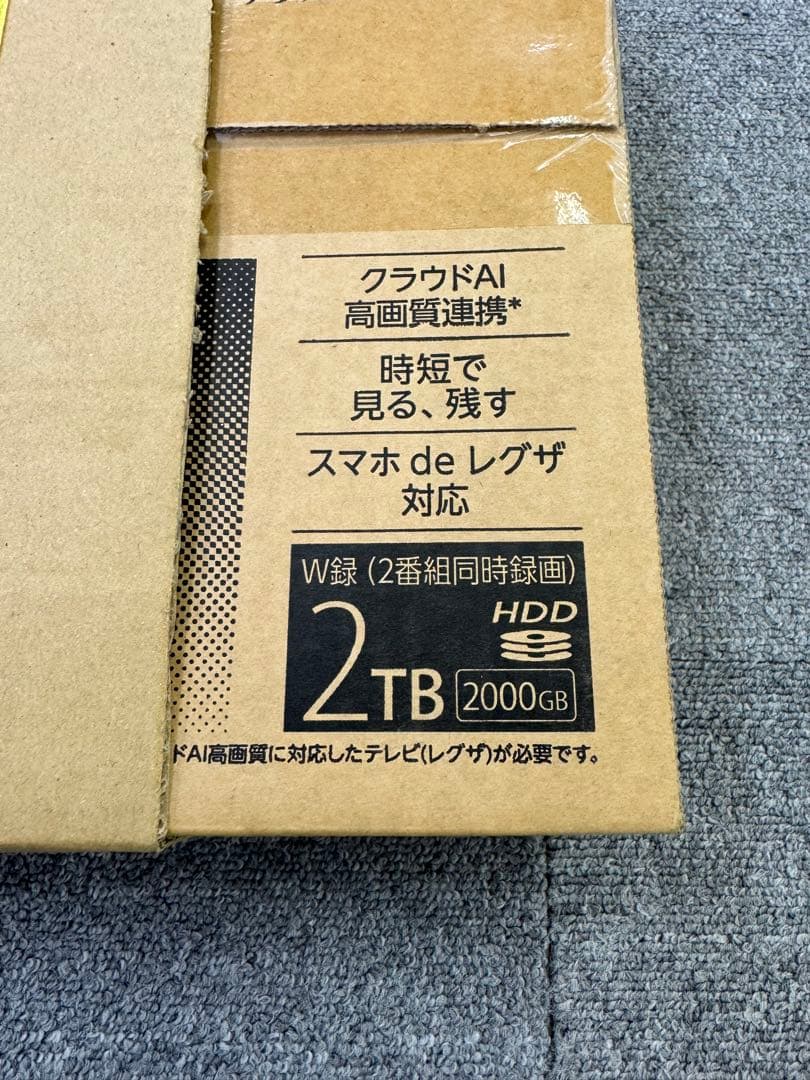 クラウドAI
高画質連携*
時短で
見る、残す
スマホ de レグザ
対応
W録 (2番組同時録画)
HDD
2TB
2000GB
ドAI高画質に対応したテレビ(レグザ)が必要です。